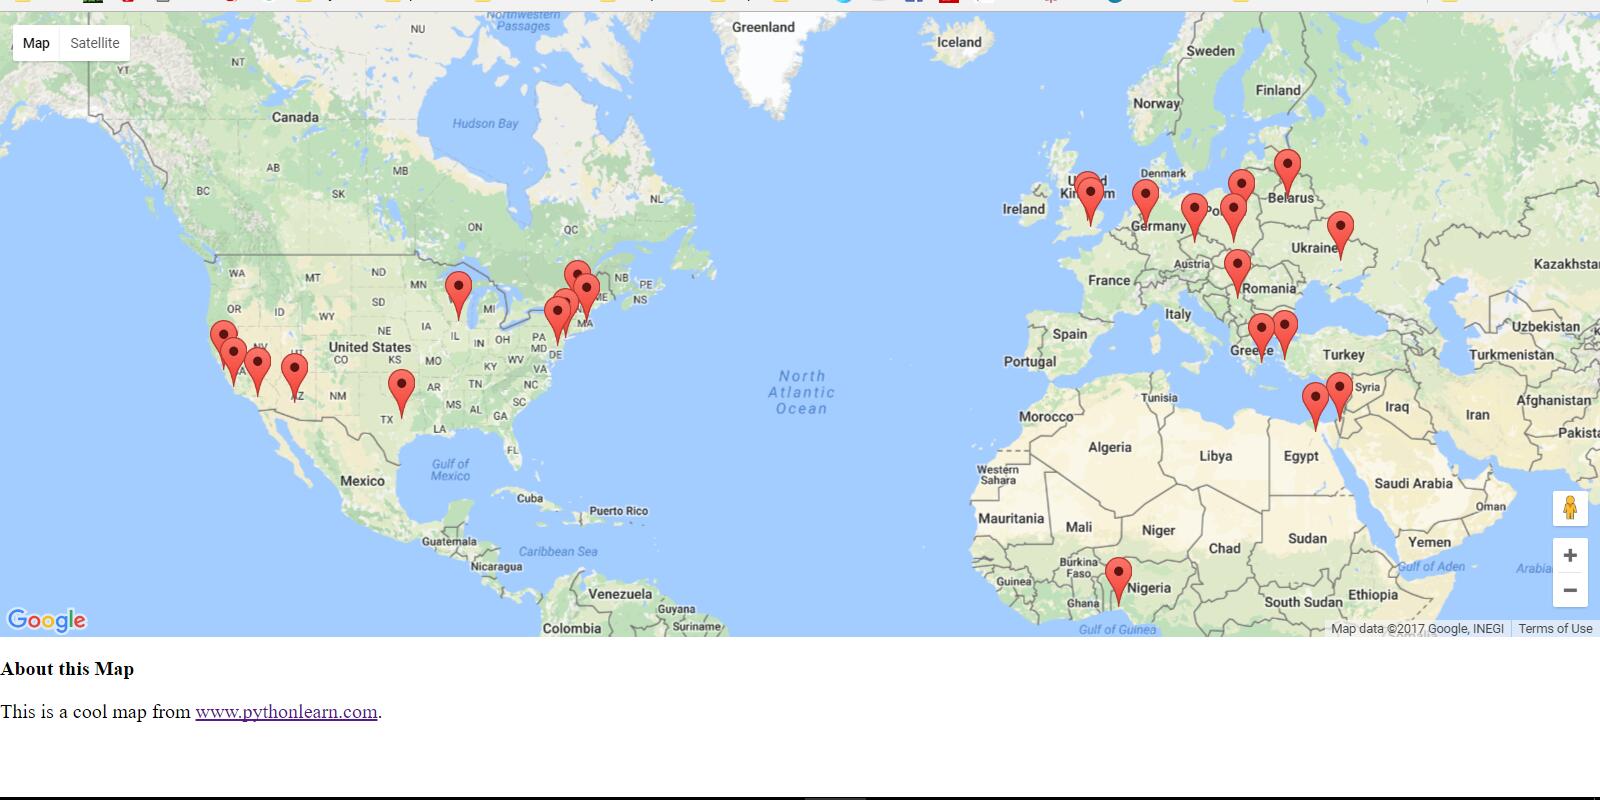 Map Satellite
Northwestern
Passages
NU
Greenland
Iceland
Sweden
Finland
Norway
YT
NT
Canada
Hudson Bay
AB
SK
MB
BC
NL
ON
QC
Denmark
United
Kingdom
Ireland
Belarus
Germany
Ukraine
Austria
France
Romania
Kazakhsta
WA
MT
ND
MN
NB
PE
NS
ME
OR
ID
WY
SD
MI
IA
NE
IL
IN
OH
PA
MA
MD
DE
NV
UT
CO
United States
KS
MO
WV
VA
KY
AZ
NM
AR
TN
NC
SC
MS
AL
GA
TX
LA
FL
Italy
Spain
Portugal
Greece
Turkey
Uzbekistan
Turkmenistan
Syria
Iraq
Iran
Afghanistan
Pakista
North
Atlantic
Ocean
Tunisia
Morocco
Algeria
Libya
Egypt
Western
Sahara
Saudi Arabia
Oman
Gulf of
Mexico
Mexico
Cuba
Puerto Rico
Mauritania
Mali
Niger
Chad
Sudan
Yemen
Guatemala
Caribbean Sea
Nicaragua
Burkina
Faso
Guinea
Nigeria
Ghana
Gulf of Aden
Arabia
Ethiopia
South Sudan
Venezuela
Guyana
Suriname
Colombia
Gulf of Guinea
Google
Map data ©2017 Google, INEGI Terms of Use
About this Map
This is a cool map from www.pythonlearn.com.